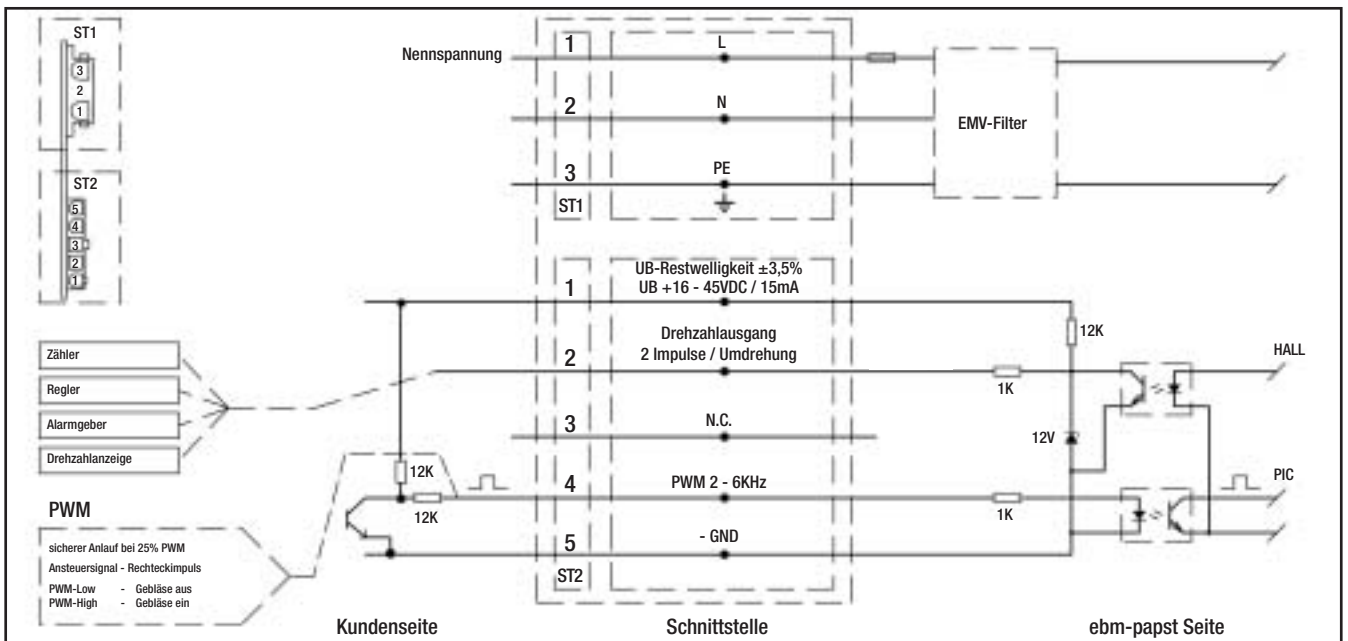 ST1
3
2
1
ST2
5
4
3
2
1
Nennspannung
1
L
2
N
3
PE
ST1
EMV-Filter
UB-Restwelligkeit ±3,5%
1
UB +16 - 45VDC / 15mA
12K
Drehzahlausgang
2
2 Impulse / Umdrehung
1K
HALL
3
N.C.
12V
Zähler
Regler
Alarmgeber
Drehzahlanzeige
12K
12K
4
PWM 2 - 6KHz
1K
PIC
5
- GND
ST2
PWM
sicherer Anlauf bei 25% PWM
Ansteuersignal - Rechteckimpuls
PWM-Low - Gebläse aus
PWM-High - Gebläse ein
Kundenseite
Schnittstelle
ebm-papst Seite